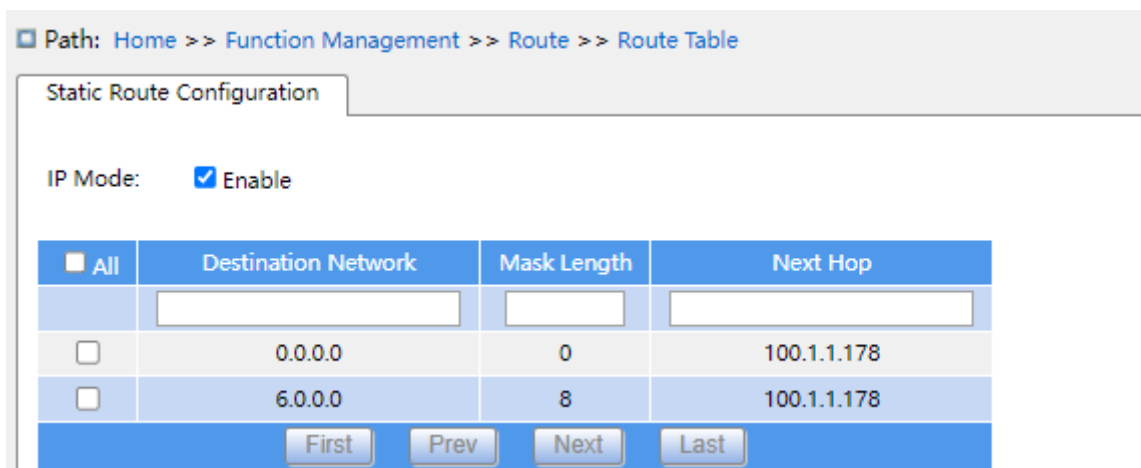 Path: Home >> Function Management >> Route >> Route Table
Static Route Configuration
IP Mode: Enable
All Destination Network Mask Length Next Hop
0.0.0.0 0 100.1.1.178
6.0.0.0 8 100.1.1.178
First Prev Next Last